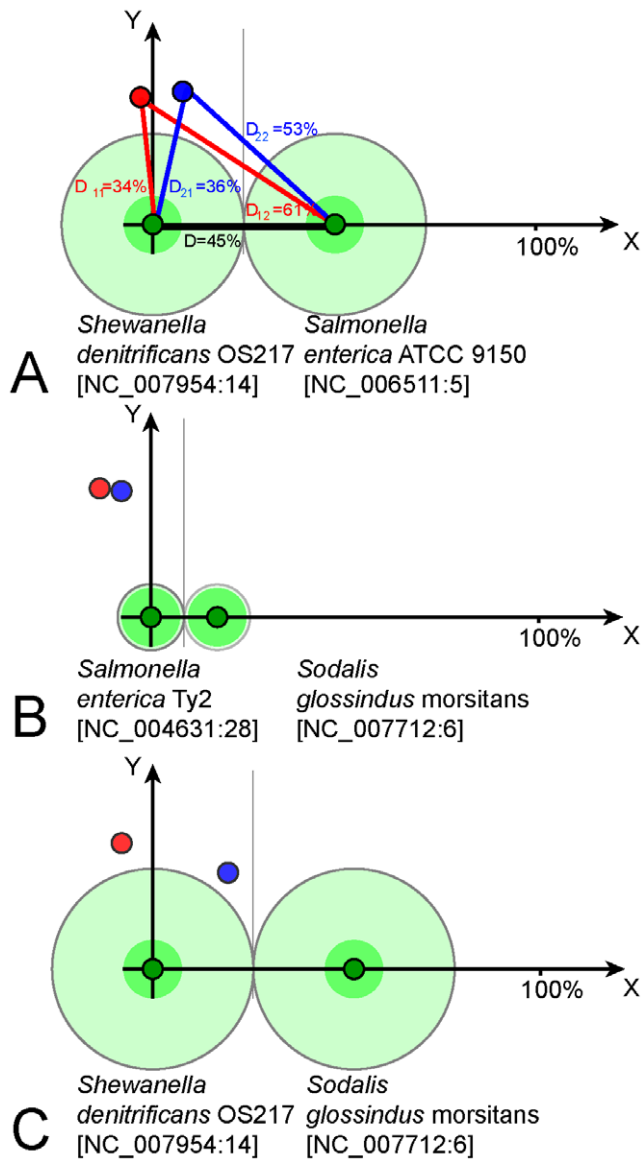 Y
D22 =53%
D 11=34%
D21 =36%
D12 =61%
D=45%
100%
X
Shewanella
denitrificans OS217
[NC_007954:14]
Salmonella
enterica ATCC 9150
[NC_006511:5]
A
Y
100%
X
Salmonella
enterica Ty2
[NC_004631:28]
Sodalis
glossindus morsitans
[NC_007712:6]
B
Y
100%
X
Shewanella
denitrificans OS217
[NC_007954:14]
Sodalis
glossindus morsitans
[NC_007712:6]
C